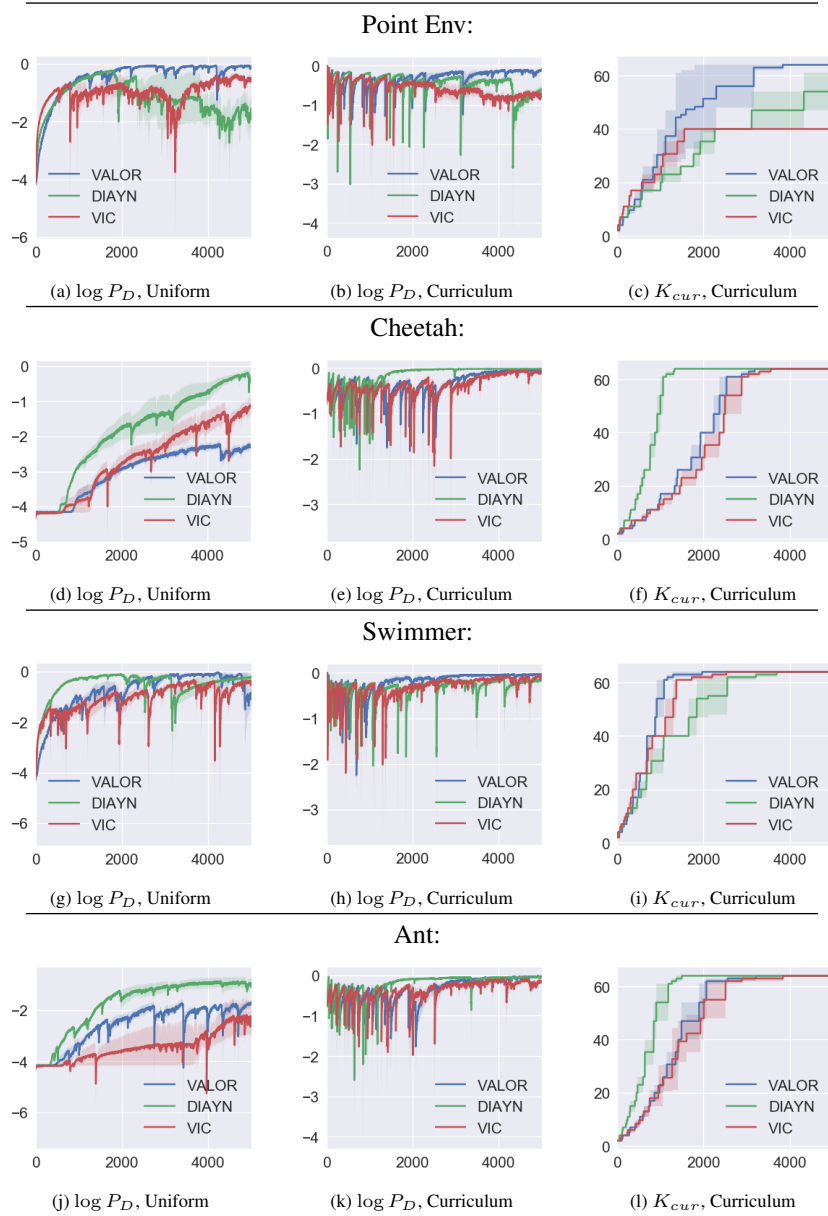 Point Env:
0
−2
−4
−6
0 2000 4000
VALOR
DIAYN
VIC
(a) log P_D, Uniform
0
−1
−2
−3
−4
0 2000 4000
VALOR
DIAYN
VIC
(b) log P_D, Curriculum
60
40
20
0
0 2000 4000
VALOR
DIAYN
VIC
(c) K_cur, Curriculum
Cheetah:
0
−1
−2
−3
−4
−5
0 2000 4000
VALOR
DIAYN
VIC
(d) log P_D, Uniform
0
−1
−2
−3
0 2000 4000
VALOR
DIAYN
VIC
(e) log P_D, Curriculum
60
40
20
0
0 2000 4000
VALOR
DIAYN
VIC
(f) K_cur, Curriculum
Swimmer:
0
−2
−4
−6
0 2000 4000
VALOR
DIAYN
VIC
(g) log P_D, Uniform
0
−1
−2
−3
0 2000 4000
VALOR
DIAYN
VIC
(h) log P_D, Curriculum
60
40
20
0
0 2000 4000
VALOR
DIAYN
VIC
(i) K_cur, Curriculum
Ant:
−2
−4
−6
0 2000 4000
VALOR
DIAYN
VIC
(j) log P_D, Uniform
0
−1
−2
−3
−4
0 2000 4000
VALOR
DIAYN
VIC
(k) log P_D, Curriculum
60
40
20
0
0 2000 4000
VALOR
DIAYN
VIC
(l) K_cur, Curriculum